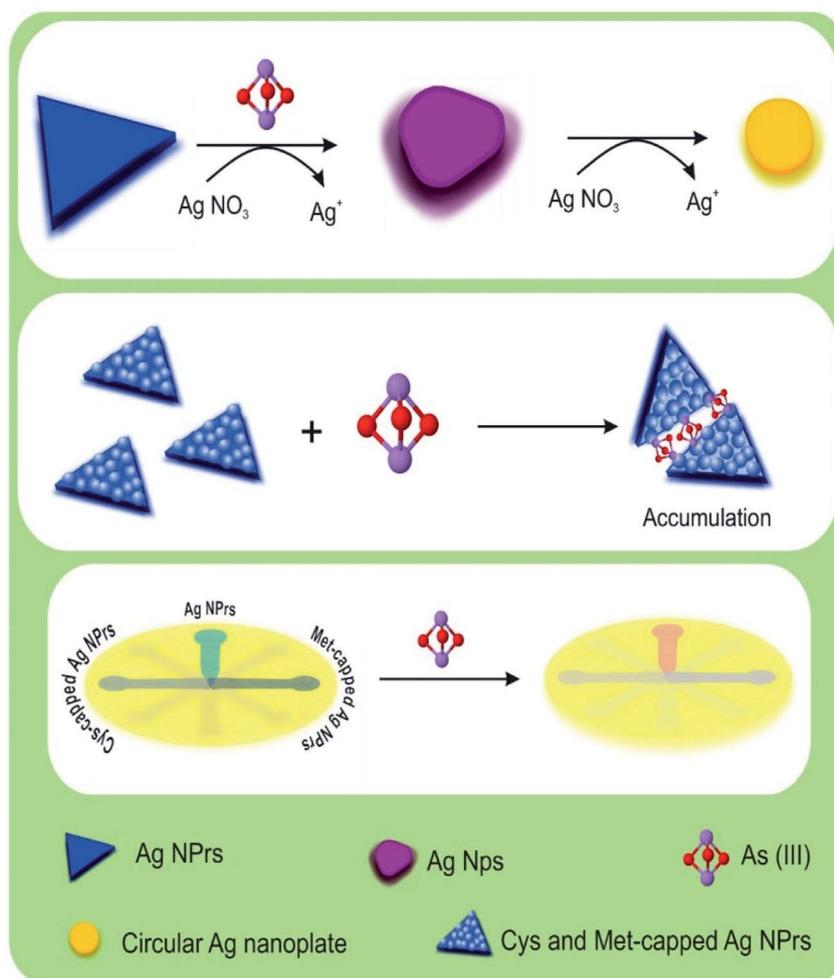 Ag NO₃
Ag⁺
Ag NO₃
Ag⁺
+
Accumulation
Ag NPrs
Cys-capped Ag NPrs
Met-capped Ag NPrs
Ag NPrs
Ag Nps
As (III)
Circular Ag nanoplate
Cys and Met-capped Ag NPrs